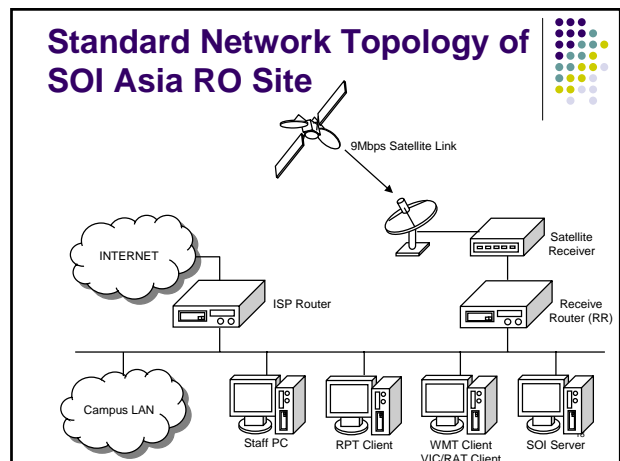 Standard Network Topology of
SOI Asia RO Site
9Mbps Satellite Link
INTERNET
Satellite
Receiver
ISP Router
Receive
Router (RR)
Campus LAN
Staff PC
RPT Client
WMT Client
VIC/RAT Client
SOI Server